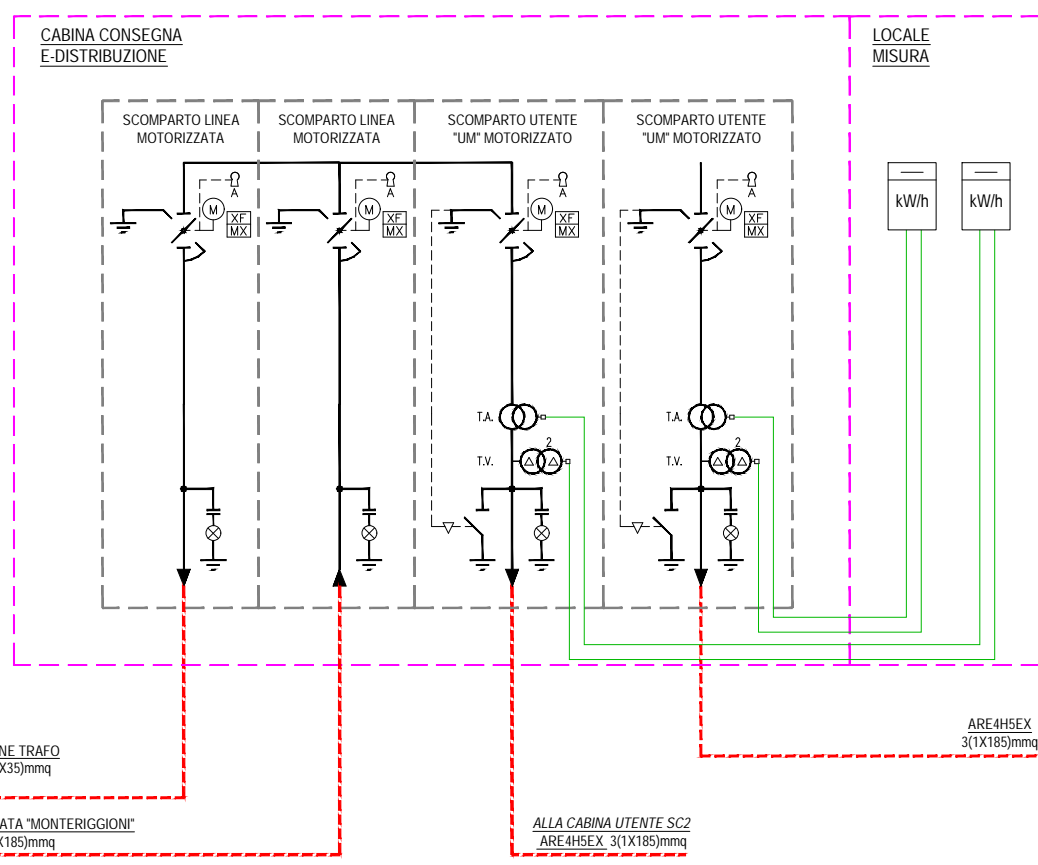 CABINA CONSEGNA
E-DISTRIBUZIONE
LOCALE
MISURA
SCOMPARTO LINEA
MOTORIZZATA
SCOMPARTO LINEA
MOTORIZZATA
SCOMPARTO UTENTE
"UM" MOTORIZZATO
SCOMPARTO UTENTE
"UM" MOTORIZZATO
A
M
XF
MX
A
M
XF
MX
A
M
XF
MX
A
M
XF
MX
kW/h
kW/h
T.A.
T.V.
2
T.A.
T.V.
2
NE TRAFO
X35)mmq
ATA "MONTERIGGIONI"
X185)mmq
ALLA CABINA UTENTE SC2
ARE4H5EX 3(1X185)mmq
ARE4H5EX
3(1X185)mmq